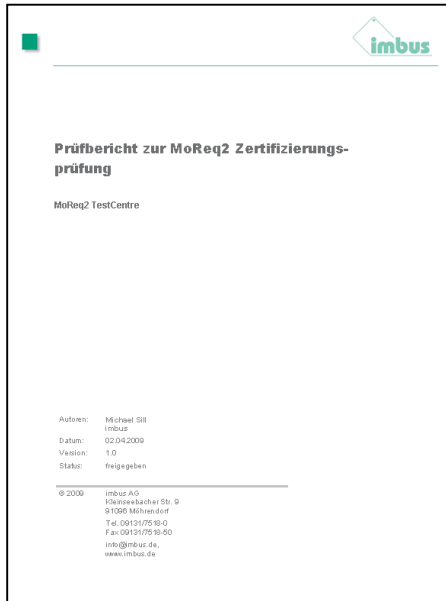 imbus
Prüfbericht zur MoReq2 Zertifizierungs-
prüfung
MoReq2 TestCentre
Autoren: Michael Sill
imbus
Datum: 02.04.2009
Version: 1.0
Status: freigegeben
© 2009 imbus AG
Kleinseebacher Str. 9
91096 Möhrendorf
Tel. 09131/7518-0
Fax 09131/7518-50
info@imbus.de,
www.imbus.de